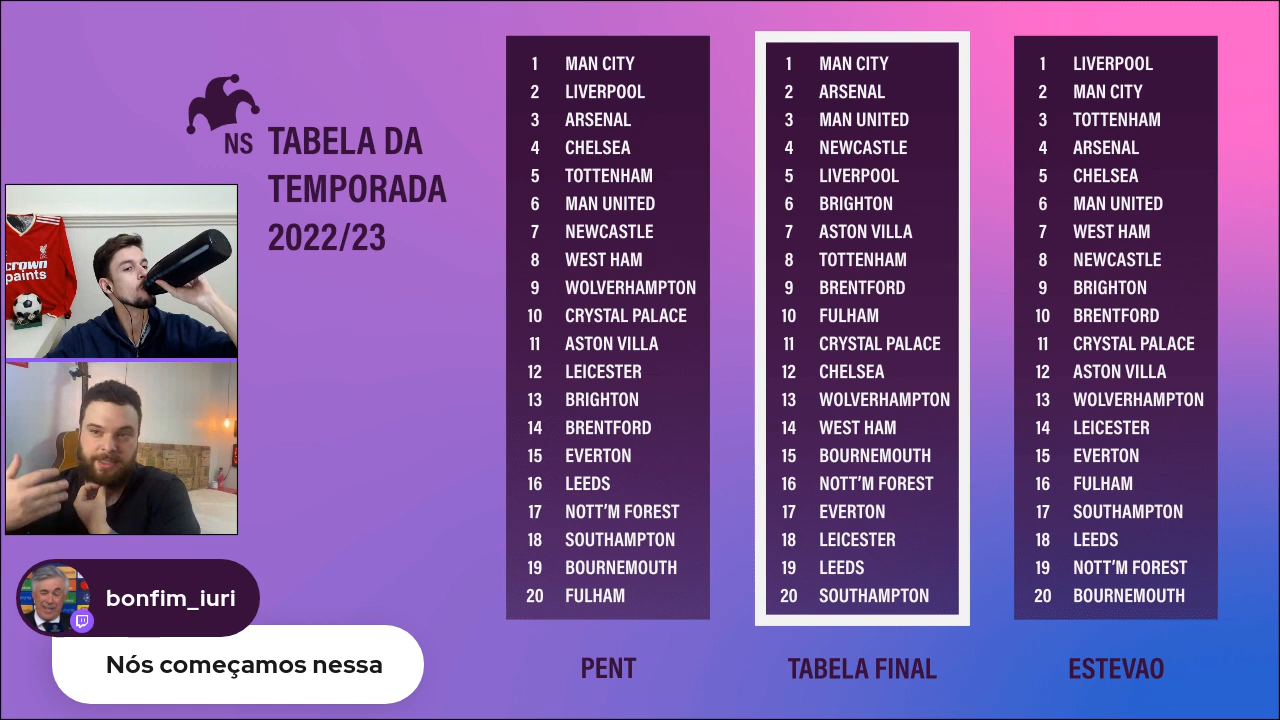 NS
TABELA DA
TEMPORADA
2022/23
crown
paints
bonfim_iuri
Nós começamos nessa
1 MAN CITY
2 LIVERPOOL
3 ARSENAL
4 CHELSEA
5 TOTTENHAM
6 MAN UNITED
7 NEWCASTLE
8 WEST HAM
9 WOLVERHAMPTON
10 CRYSTAL PALACE
11 ASTON VILLA
12 LEICESTER
13 BRIGHTON
14 BRENTFORD
15 EVERTON
16 LEEDS
17 NOTT'M FOREST
18 SOUTHAMPTON
19 BOURNEMOUTH
20 FULHAM
PENT
1 MAN CITY
2 ARSENAL
3 MAN UNITED
4 NEWCASTLE
5 LIVERPOOL
6 BRIGHTON
7 ASTON VILLA
8 TOTTENHAM
9 BRENTFORD
10 FULHAM
11 CRYSTAL PALACE
12 CHELSEA
13 WOLVERHAMPTON
14 WEST HAM
15 BOURNEMOUTH
16 NOTT'M FOREST
17 EVERTON
18 LEICESTER
19 LEEDS
20 SOUTHAMPTON
TABELA FINAL
1 LIVERPOOL
2 MAN CITY
3 TOTTENHAM
4 ARSENAL
5 CHELSEA
6 MAN UNITED
7 WEST HAM
8 NEWCASTLE
9 BRIGHTON
10 BRENTFORD
11 CRYSTAL PALACE
12 ASTON VILLA
13 WOLVERHAMPTON
14 LEICESTER
15 EVERTON
16 FULHAM
17 SOUTHAMPTON
18 LEEDS
19 NOTT'M FOREST
20 BOURNEMOUTH
ESTEVAO